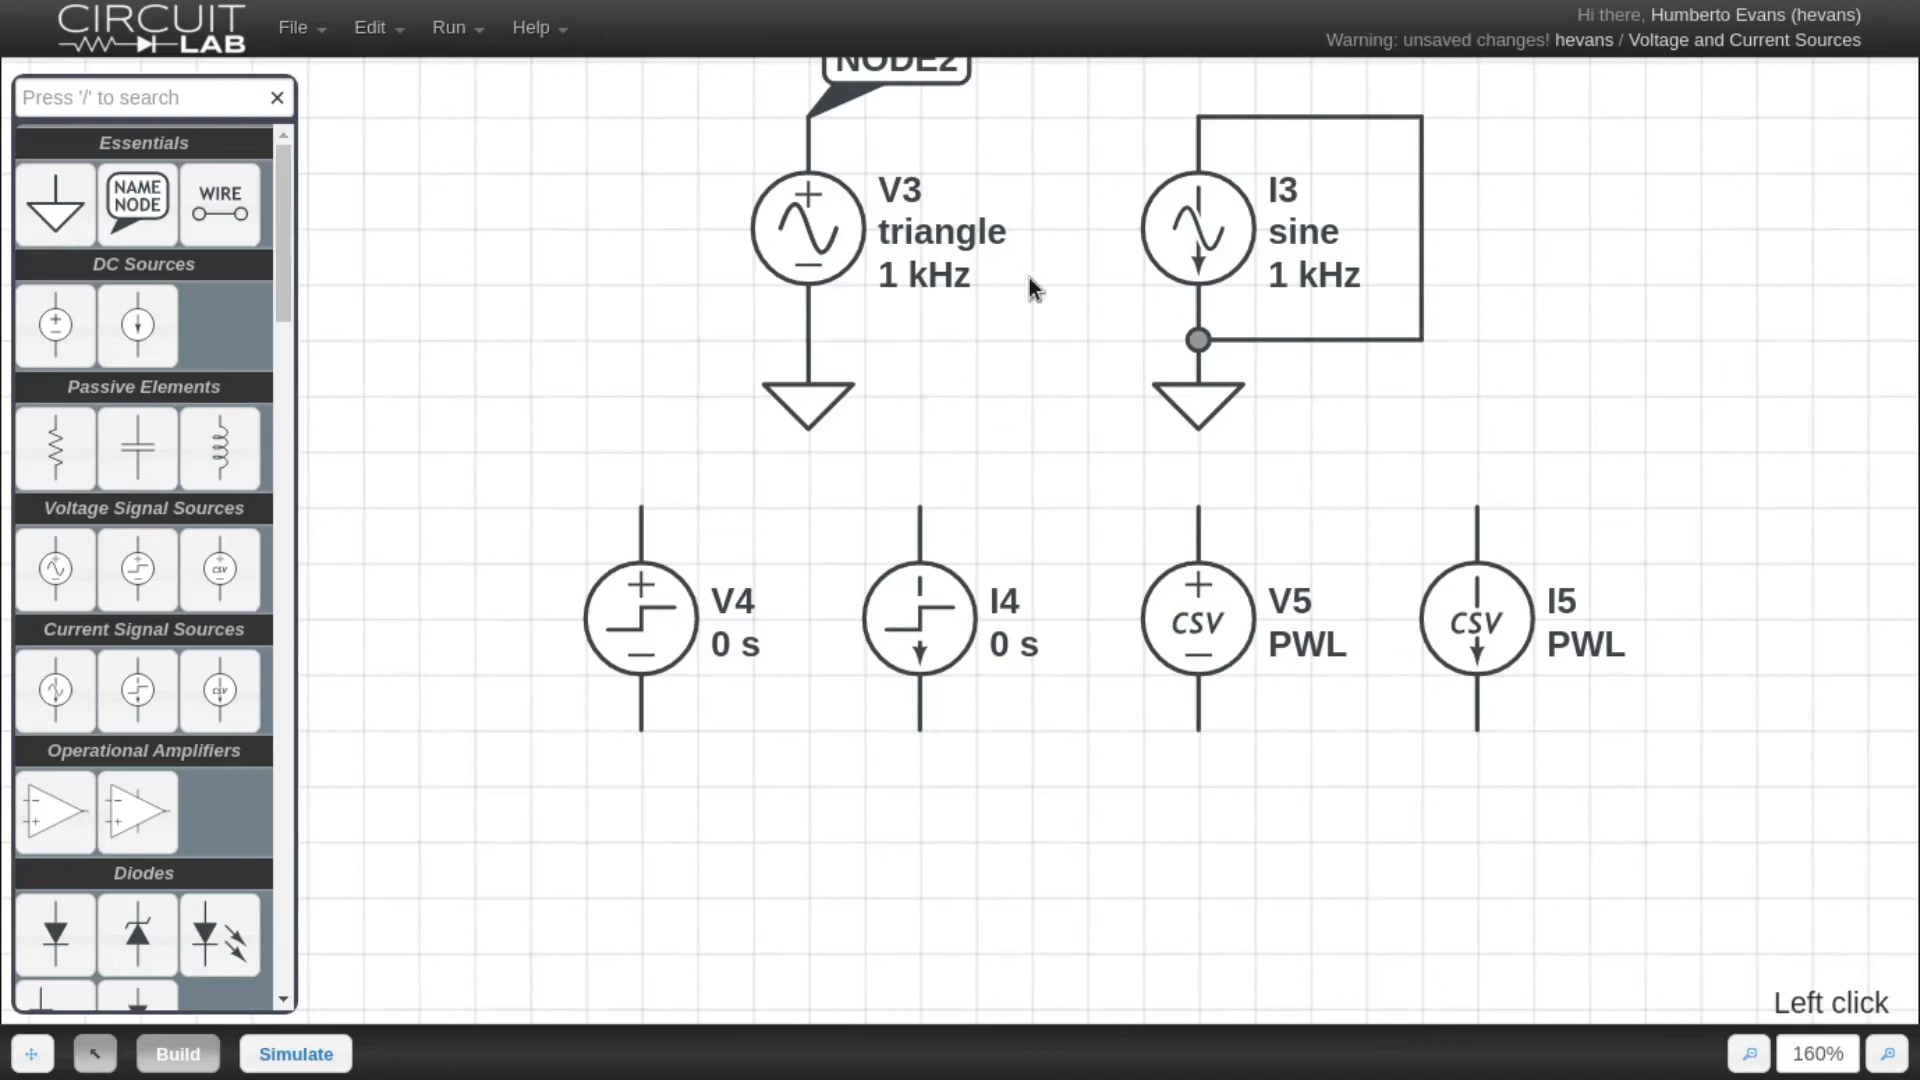 CIRCUIT
LAB
File
Edit
Run
Help
Hi there, Humberto Evans (hevans)
Warning: unsaved changes! hevans / Voltage and Current Sources
Press '/' to search
Essentials
NAME
NODE
WIRE
DC Sources
Passive Elements
Voltage Signal Sources
CSV
Current Signal Sources
CSV
Operational Amplifiers
Diodes
NODE2
V3
triangle
1 kHz
I3
sine
1 kHz
V4
0 s
I4
0 s
CSV
V5
PWL
CSV
I5
PWL
Left click
Build
Simulate
160%